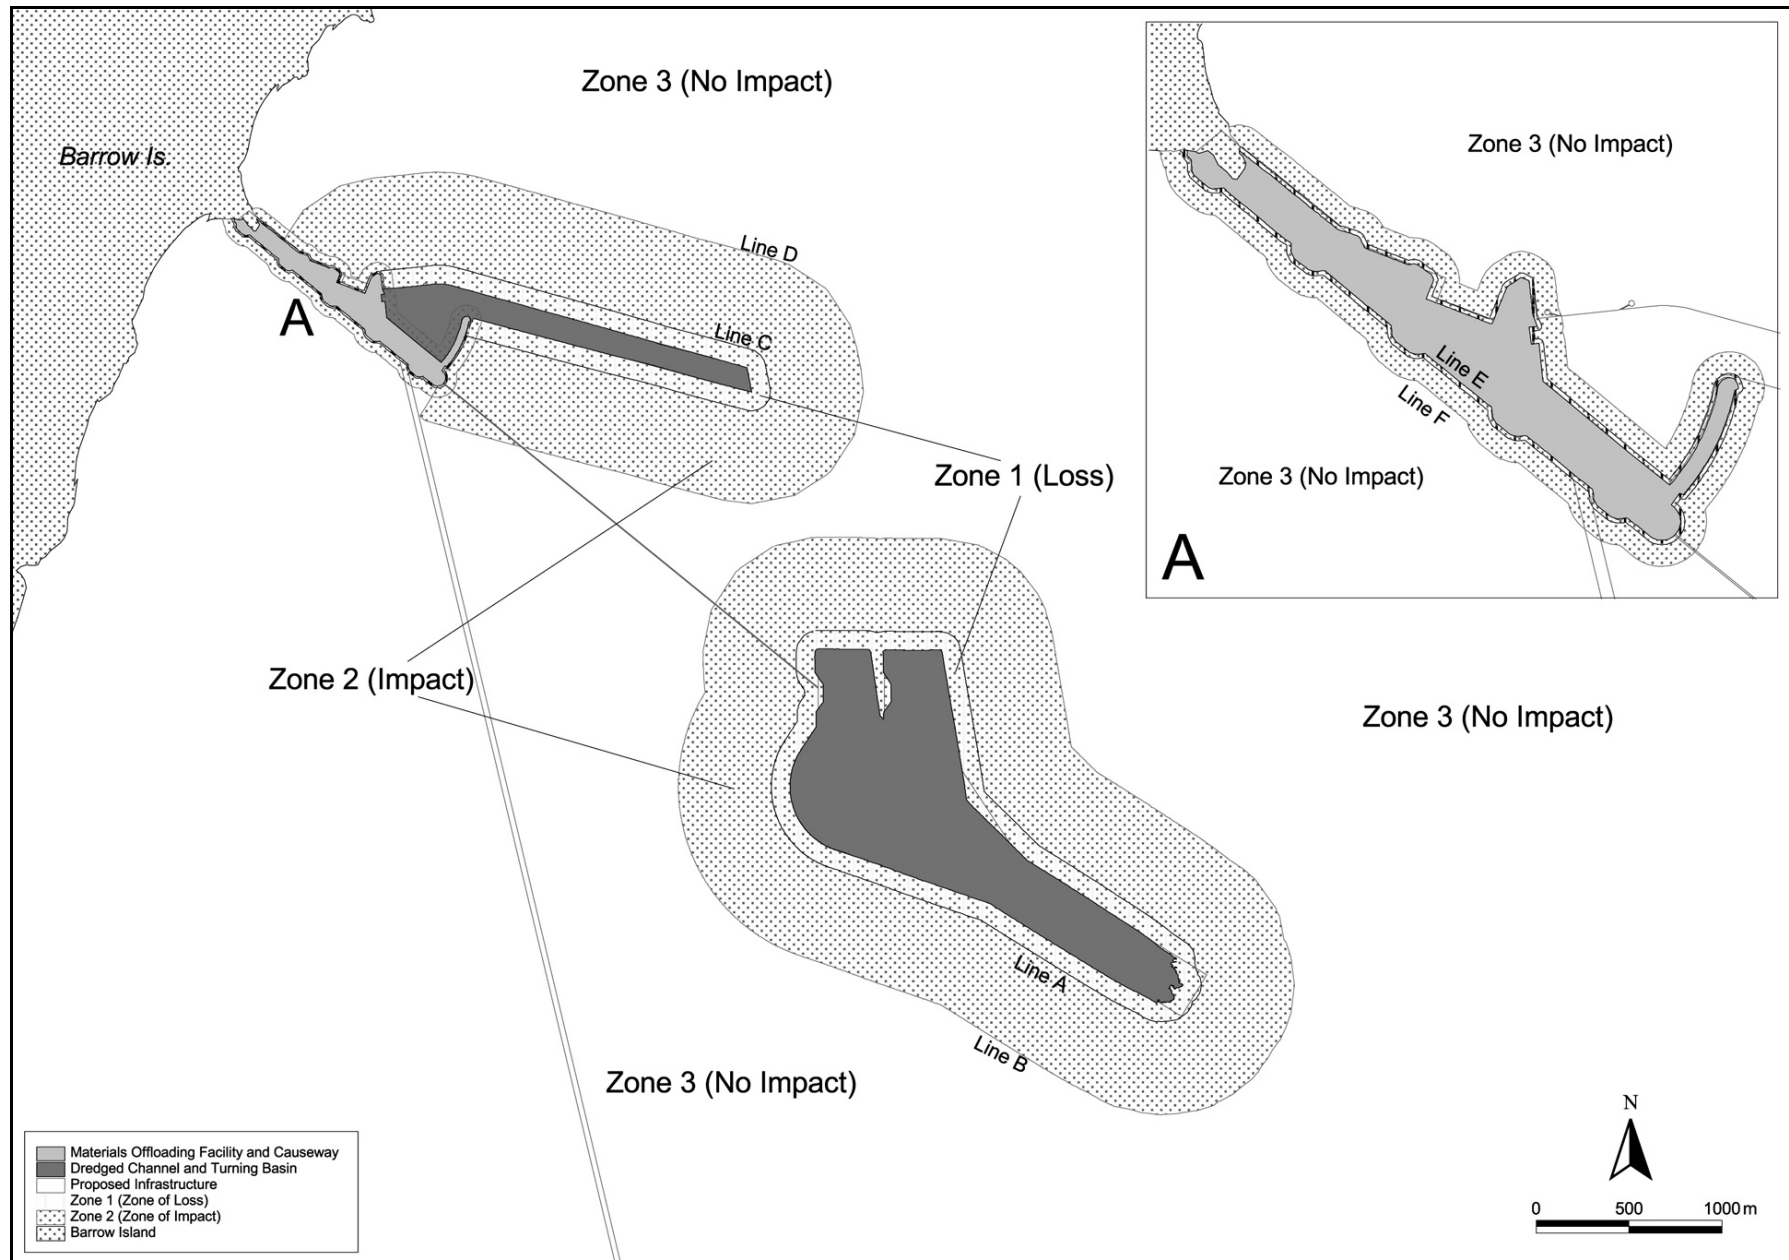 Zone 3 (No Impact)
Barrow Is.
Zone 3 (No Impact)
Line D
A
Line C
Line E
Line F
Zone 1 (Loss)
Zone 3 (No Impact)
A
Zone 2 (Impact)
Zone 3 (No Impact)
Line A
Line B
Zone 3 (No Impact)
N
Materials Offloading Facility and Causeway
Dredged Channel and Turning Basin
Proposed Infrastructure
Zone 1 (Zone of Loss)
Zone 2 (Zone of Impact)
Barrow Island
0 500 1000 m